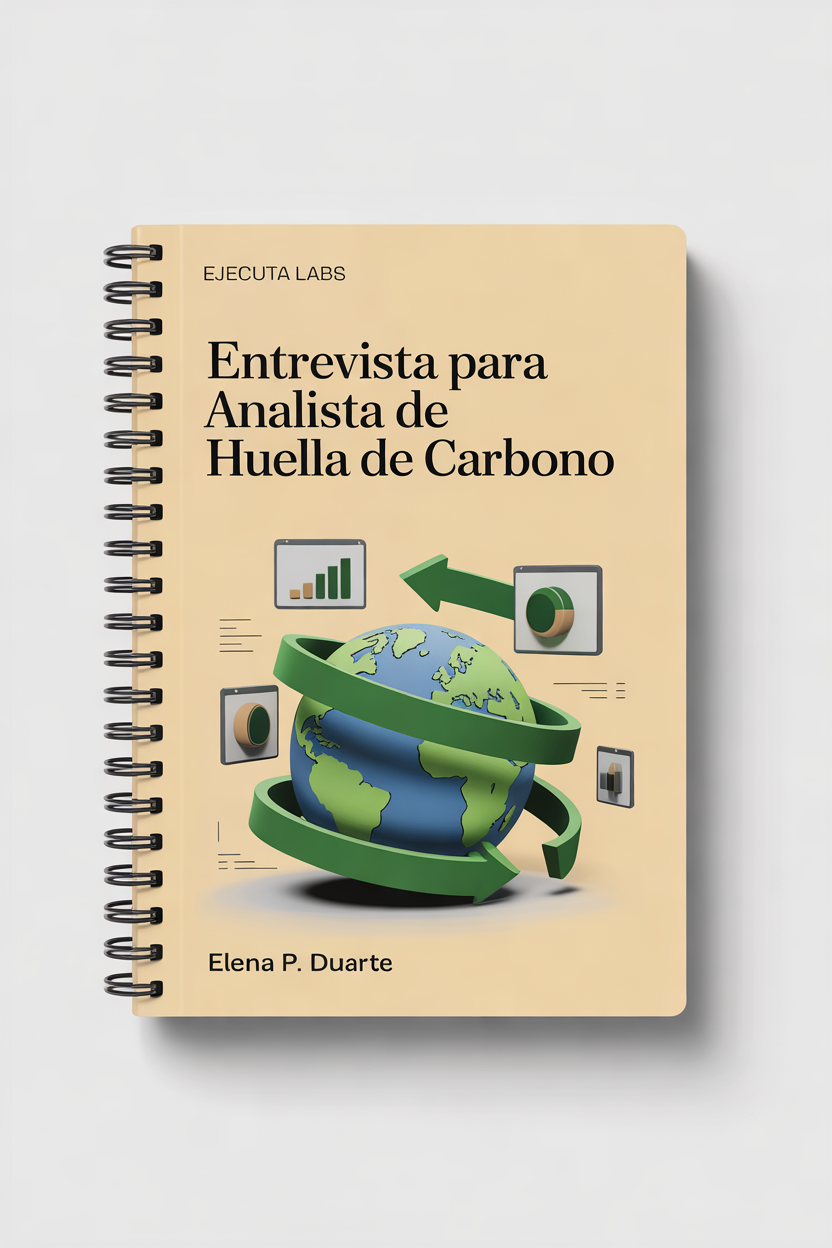 EJECUTA LABS
Entrevista para
Analista de
Huella de Carbono
Elena P. Duarte